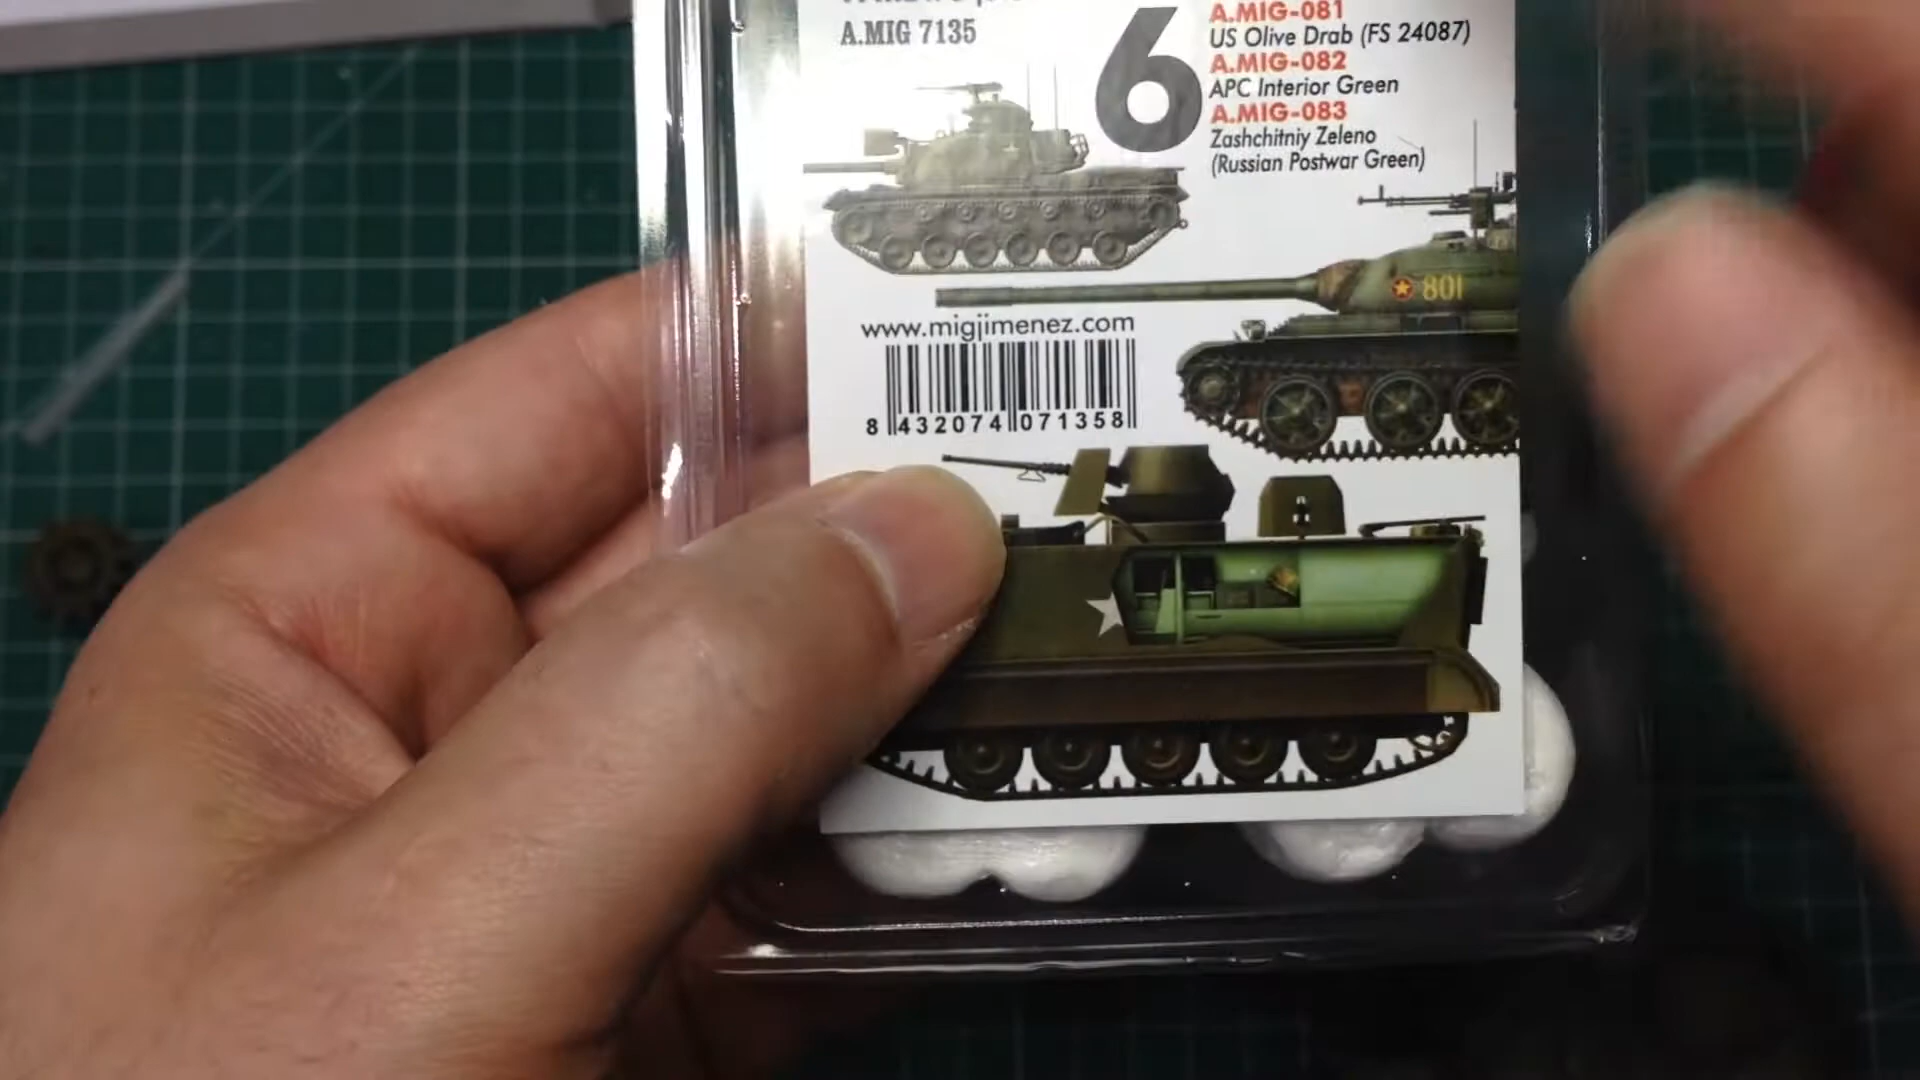 A.MIG 7135
6
A.MIG-081
US Olive Drab (FS 24087)
A.MIG-082
APC Interior Green
A.MIG-083
Zashchitniy Zeleno
(Russian Postwar Green)
801
www.migjimenez.com
8 432074 071358